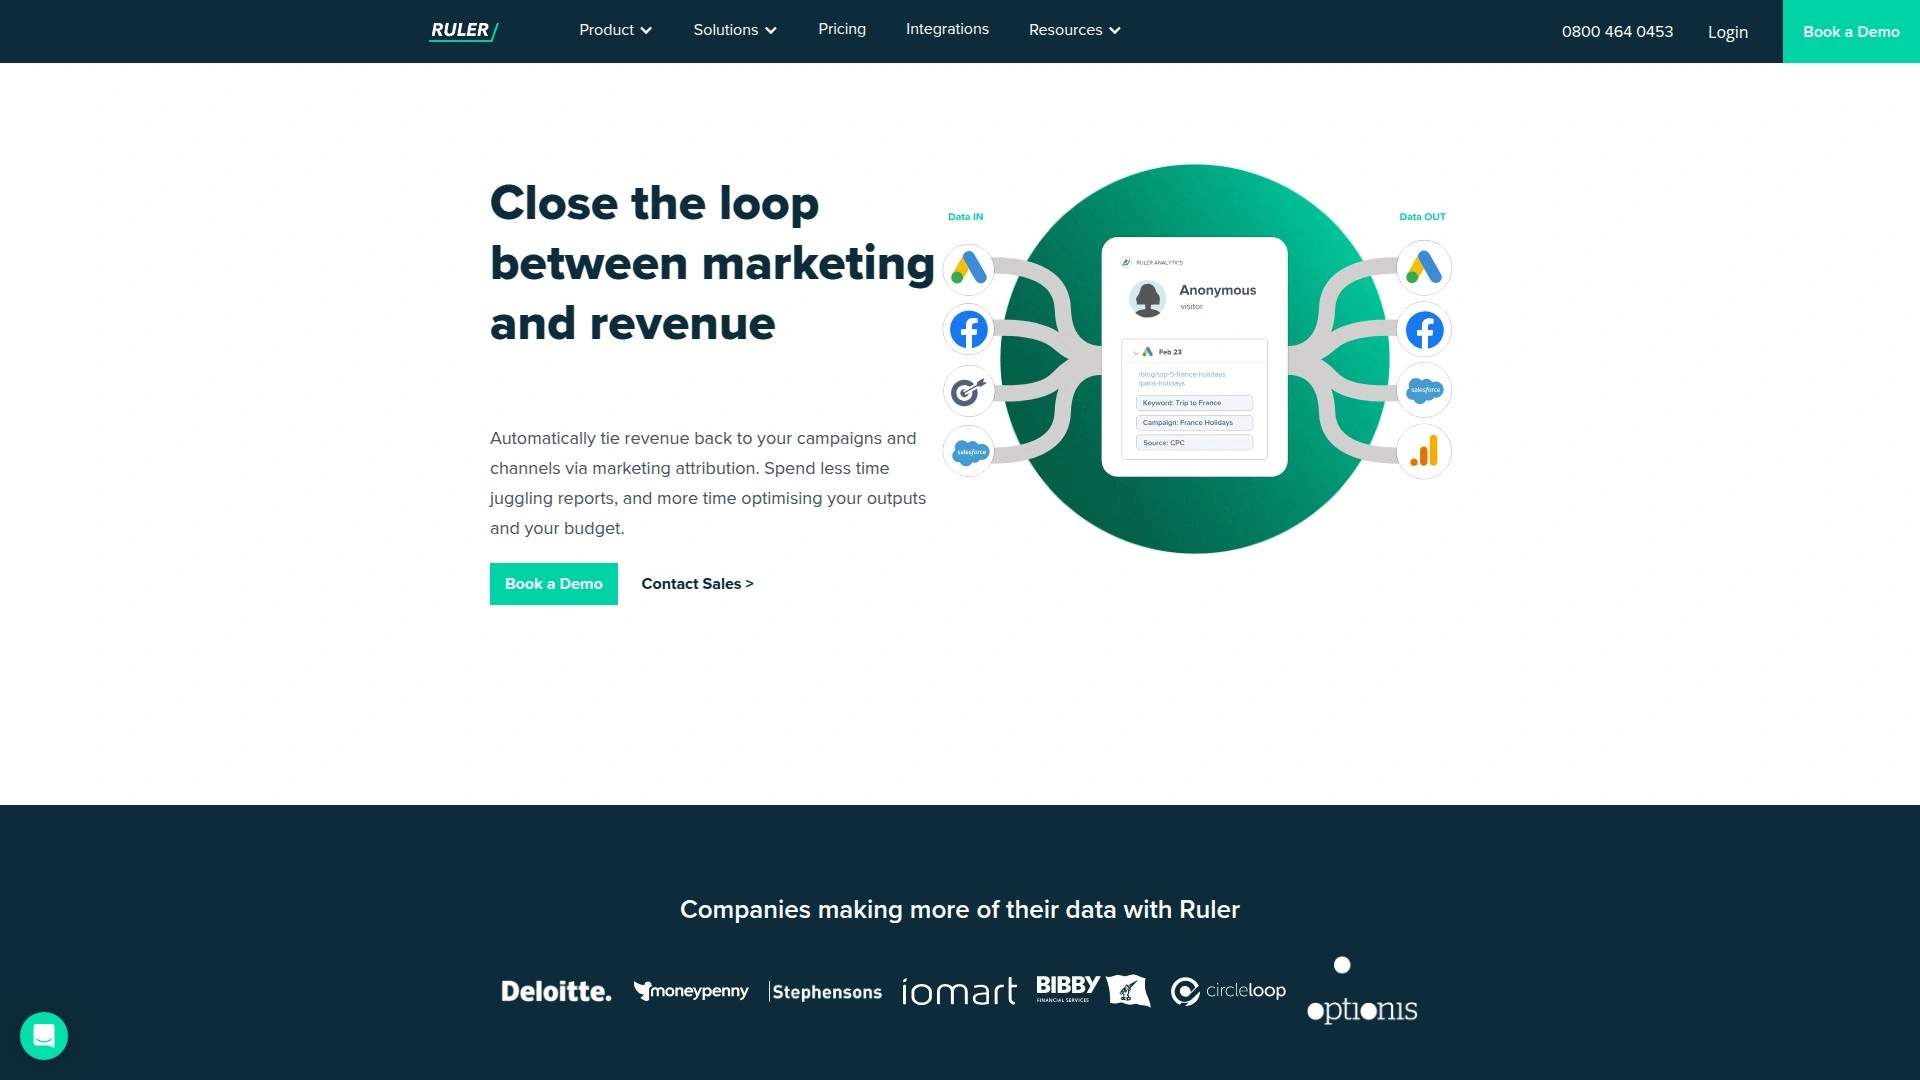 RULER
Product
Solutions
Pricing
Integrations
Resources
0800 464 0453
Login
Book a Demo
Close the loop
between marketing
and revenue
Automatically tie revenue back to your campaigns and
channels via marketing attribution. Spend less time
juggling reports, and more time optimising your outputs
and your budget.
Book a Demo
Contact Sales >
Data IN
Data OUT
RULER ANALYTICS
Anonymous
visitor
Feb 23
/blog/top-5-france-holidays
/paris-holidays
Keyword: Trip to France
Campaign: France Holidays
Source: CPC
salesforce
salesforce
Companies making more of their data with Ruler
Deloitte.
moneypenny
Stephensons
iomart
BIBBY
FINANCIAL SERVICES
circleloop
optionis